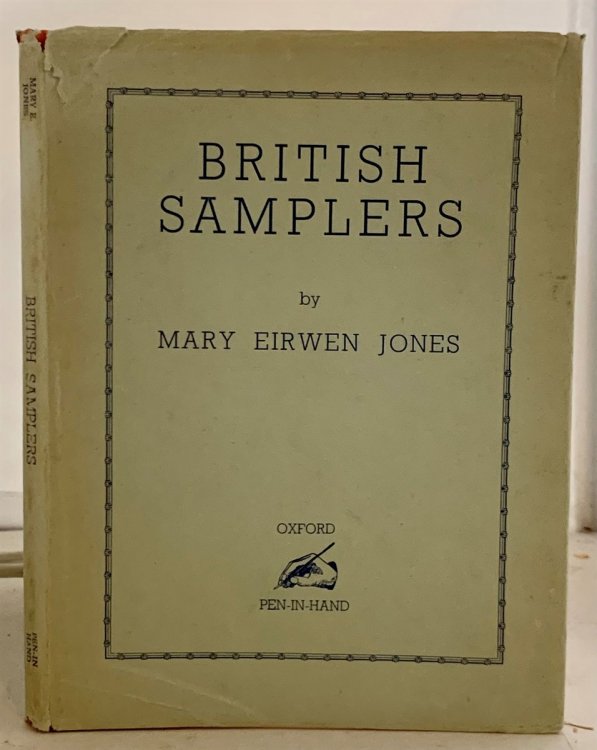 MARY E.
JONES
BRITISH SAMPLERS
PEN-IN
HAND
BRITISH
SAMPLERS
by
MARY EIRWEN JONES
OXFORD
PEN-IN-HAND